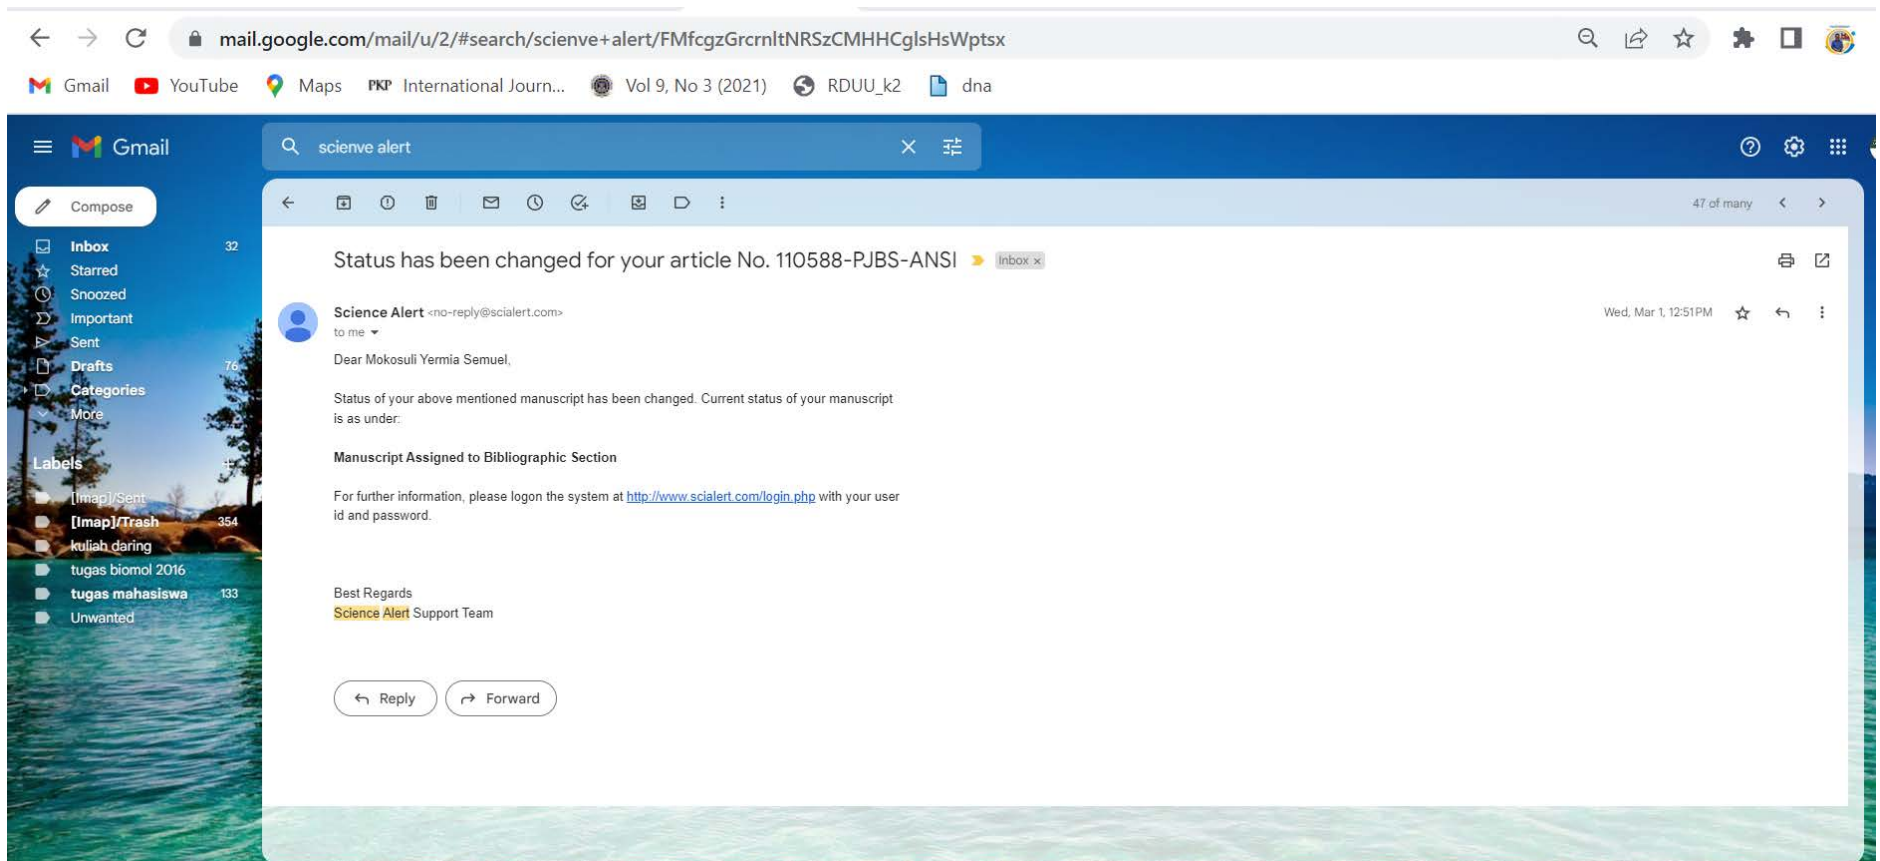 mail.google.com/mail/u/2/#search/scienve+alert/FMfcgzGrcrnltNRSzCMHHCglsHsWptsx
Gmail YouTube Maps PKP International Journ... Vol 9, No 3 (2021) RDUU_k2 dna
Gmail scienve alert
Compose 47 of many
Inbox 32
Starred
Snoozed
Important
Sent
Drafts 76
Categories
More
Labels
[Imap]/Sent
[Imap]/Trash 354
kuliah daring
tugas biomol 2016
tugas mahasiswa 133
Unwanted
Status has been changed for your article No. 110588-PJBS-ANSI Inbox x
Science Alert <no-reply@scialert.com> Wed, Mar 1, 12:51 PM
to me
Dear Mokosuli Yermia Semuel,
Status of your above mentioned manuscript has been changed. Current status of your manuscript
is as under:
Manuscript Assigned to Bibliographic Section
For further information, please logon the system at http://www.scialert.com/login.php with your user
id and password.
Best Regards
Science Alert Support Team
Reply Forward